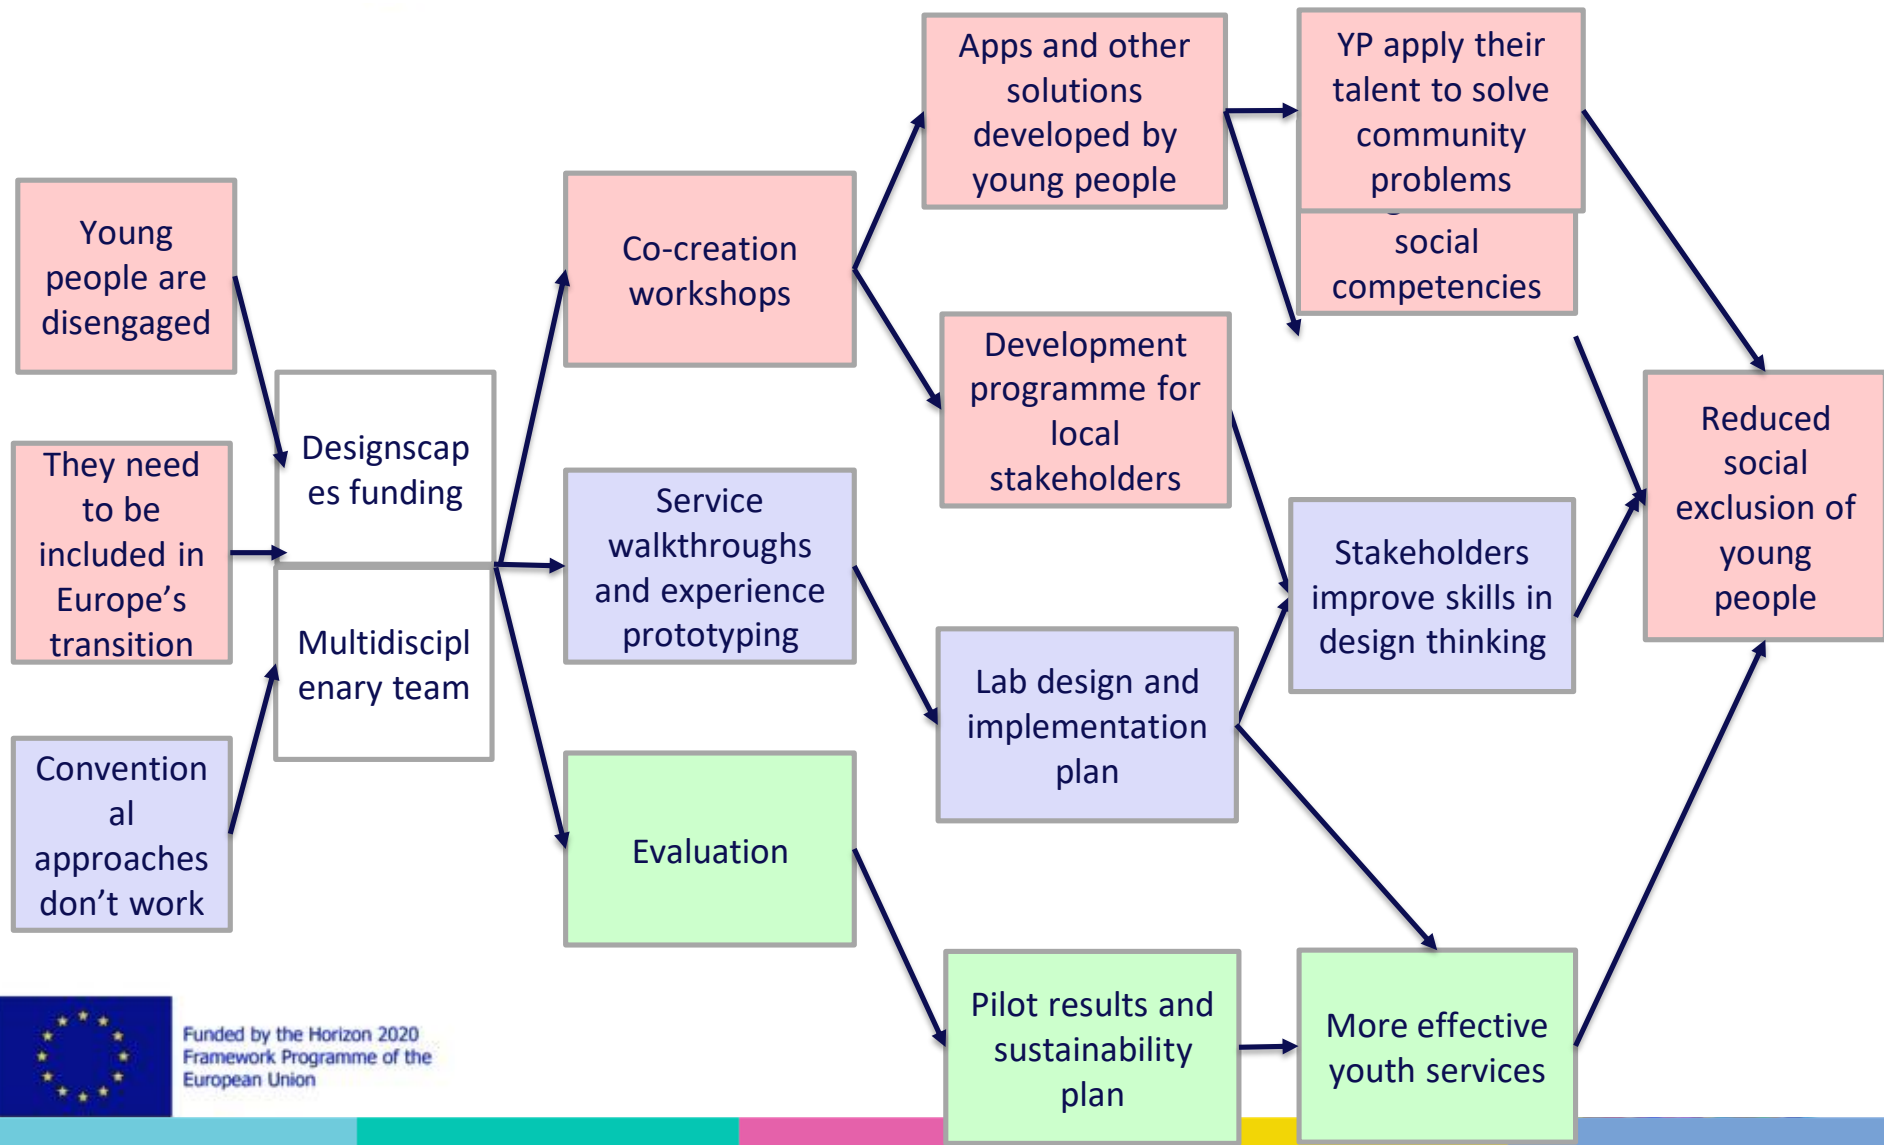 Young
people are
disengaged
They need
to be
included in
Europe’s
transition
Convention
al
approaches
don’t work
Designscap
es funding
Multidiscipl
enary team
Co-creation
workshops
Service
walkthroughs
and experience
prototyping
Evaluation
Apps and other
solutions
developed by
young people
Development
programme for
local
stakeholders
Lab design and
implementation
plan
Pilot results and
sustainability
plan
YP apply their
talent to solve
community
problems
social
competencies
Stakeholders
improve skills in
design thinking
More effective
youth services
Reduced
social
exclusion of
young
people
Funded by the Horizon 2020
Framework Programme of the
European Union